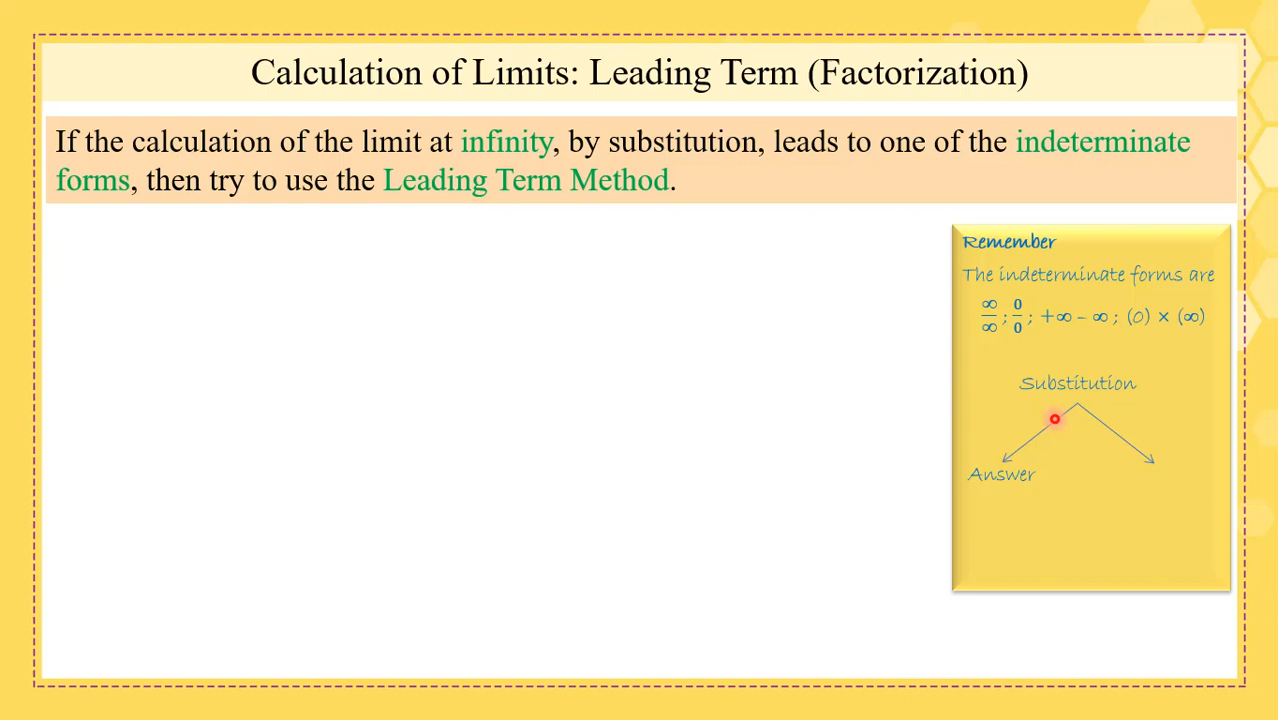 Calculation of Limits: Leading Term (Factorization)
If the calculation of the limit at infinity, by substitution, leads to one of the indeterminate
forms, then try to use the Leading Term Method.
Remember
The indeterminate forms are
∞/∞ ; 0/0 ; +∞ − ∞ ; (0) × (∞)
Substitution
Answer